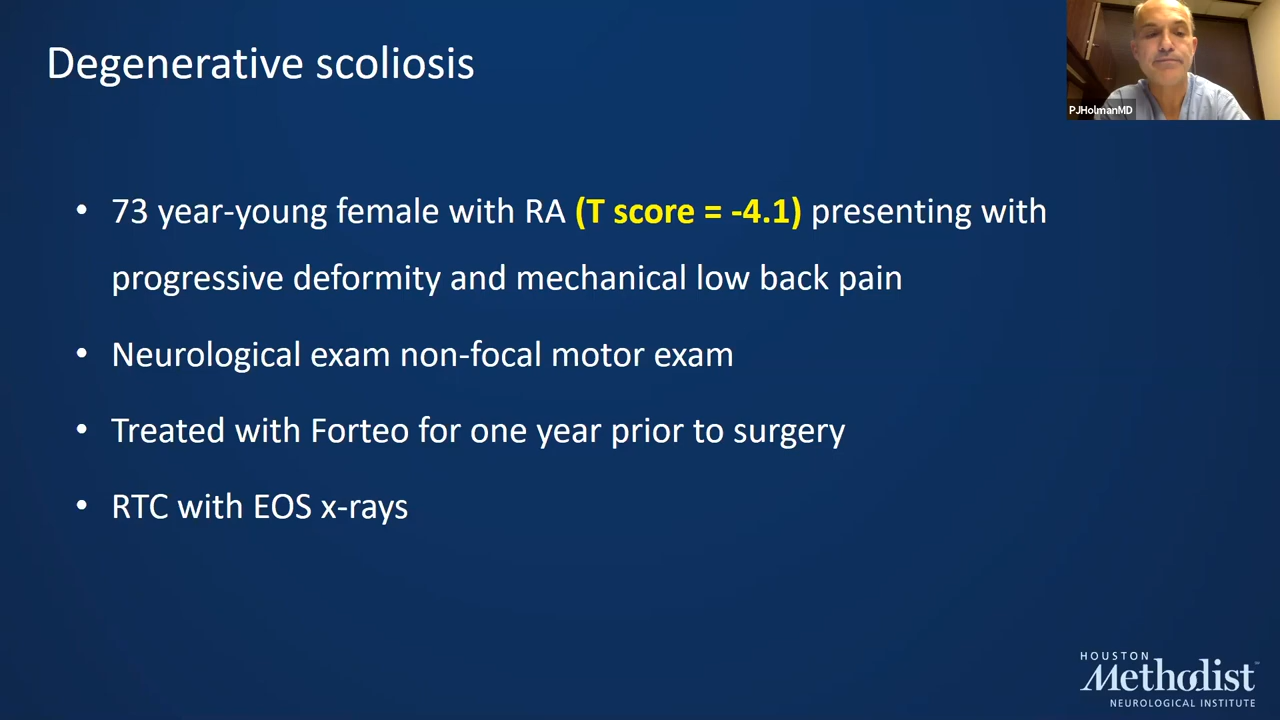 Degenerative scoliosis
PJHolmanMD
• 73 year-young female with RA (T score = -4.1) presenting with
progressive deformity and mechanical low back pain
• Neurological exam non-focal motor exam
• Treated with Forteo for one year prior to surgery
• RTC with EOS x-rays
HOUSTON
Methodist
NEUROLOGICAL INSTITUTE